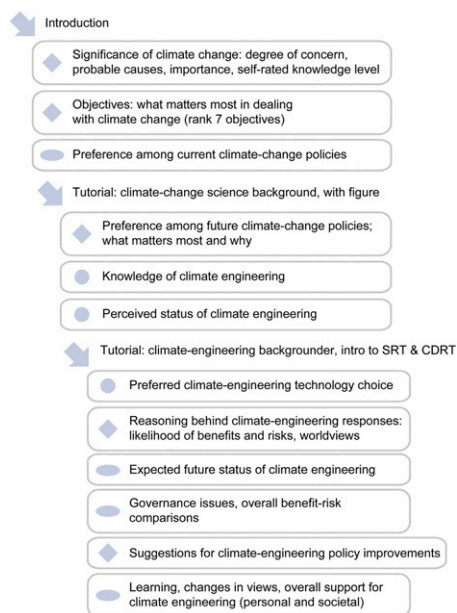 Introduction
Significance of climate change: degree of concern,
probable causes, importance, self-rated knowledge level
Objectives: what matters most in dealing
with climate change (rank 7 objectives)
Preference among current climate-change policies
Tutorial: climate-change science background, with figure
Preference among future climate-change policies;
what matters most and why
Knowledge of climate engineering
Perceived status of climate engineering
Tutorial: climate-engineering backgrounder, intro to SRT & CDRT
Preferred climate-engineering technology choice
Reasoning behind climate-engineering responses:
likelihood of benefits and risks, worldviews
Expected future status of climate engineering
Governance issues, overall benefit-risk
comparisons
Suggestions for climate-engineering policy improvements
Learning, changes in views, overall support for
climate engineering (personal and societal)